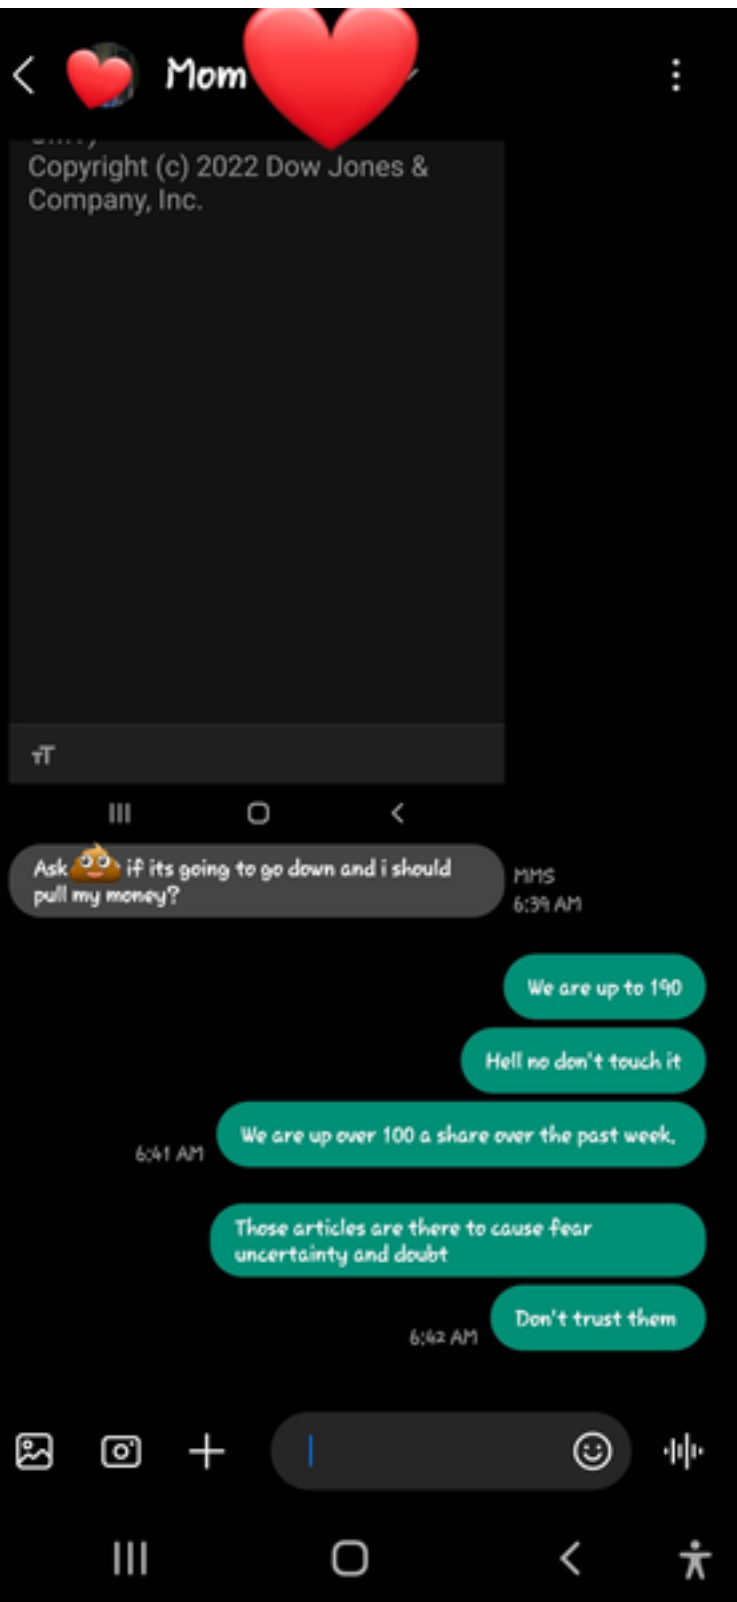 Mom
Copyright (c) 2022 Dow Jones &
Company, Inc.
тT
Ask if its going to go down and i should
pull my money?
MMS
6:39 AM
We are up to 190
Hell no don't touch it
We are up over 100 a share over the past week.
6:41 AM
Those articles are there to cause fear
uncertainty and doubt
Don't trust them
6:42 AM